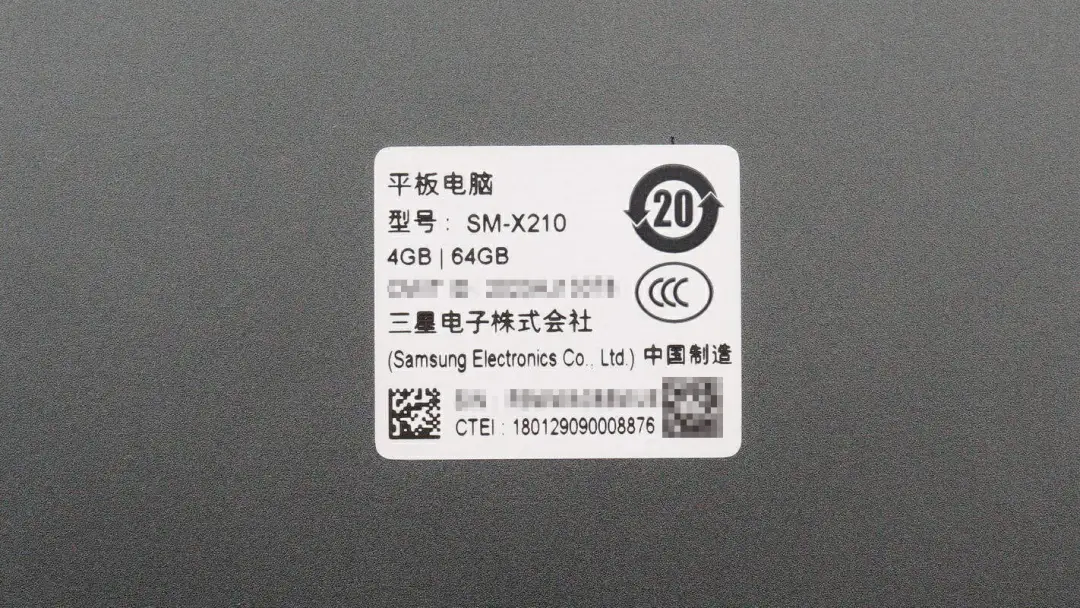 平板电脑
型号： SM-X210
20
4GB | 64GB
CCC
三星电子株式会社
(Samsung Electronics Co., Ltd.) 中国制造
CTEI : 180129090008876